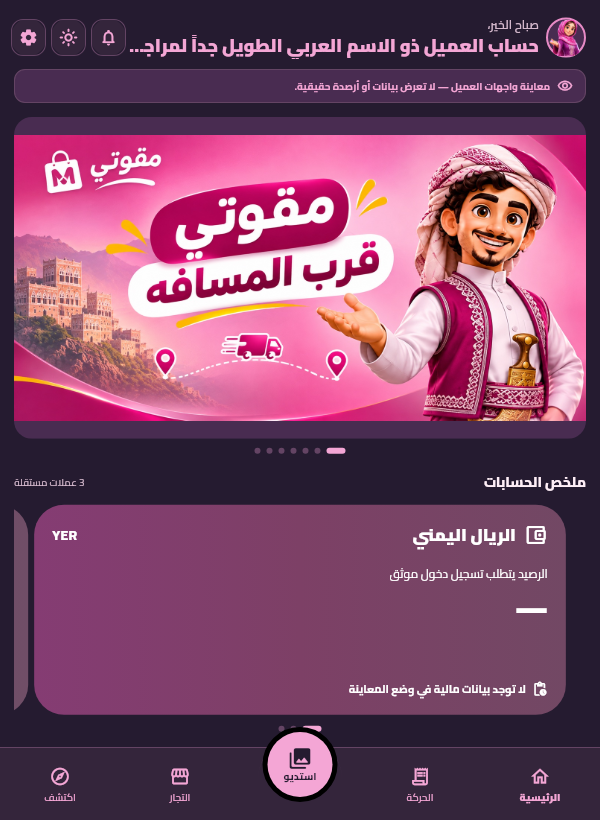 صباح الخير،
حساب العميل ذو الاسم العربي الطويل جداً لمراجـ...
معاينة واجهات العميل — لا تعرض بيانات أو أرصدة حقيقية.
مقوتي
مقوتي
قرب المسافه
ملخص الحسابات
3 عملات مستقلة
الريال اليمني
YER
الرصيد يتطلب تسجيل دخول موثق
—
لا توجد بيانات مالية في وضع المعاينة
الرئيسية
الحركة
استديو
التجار
اكتشف